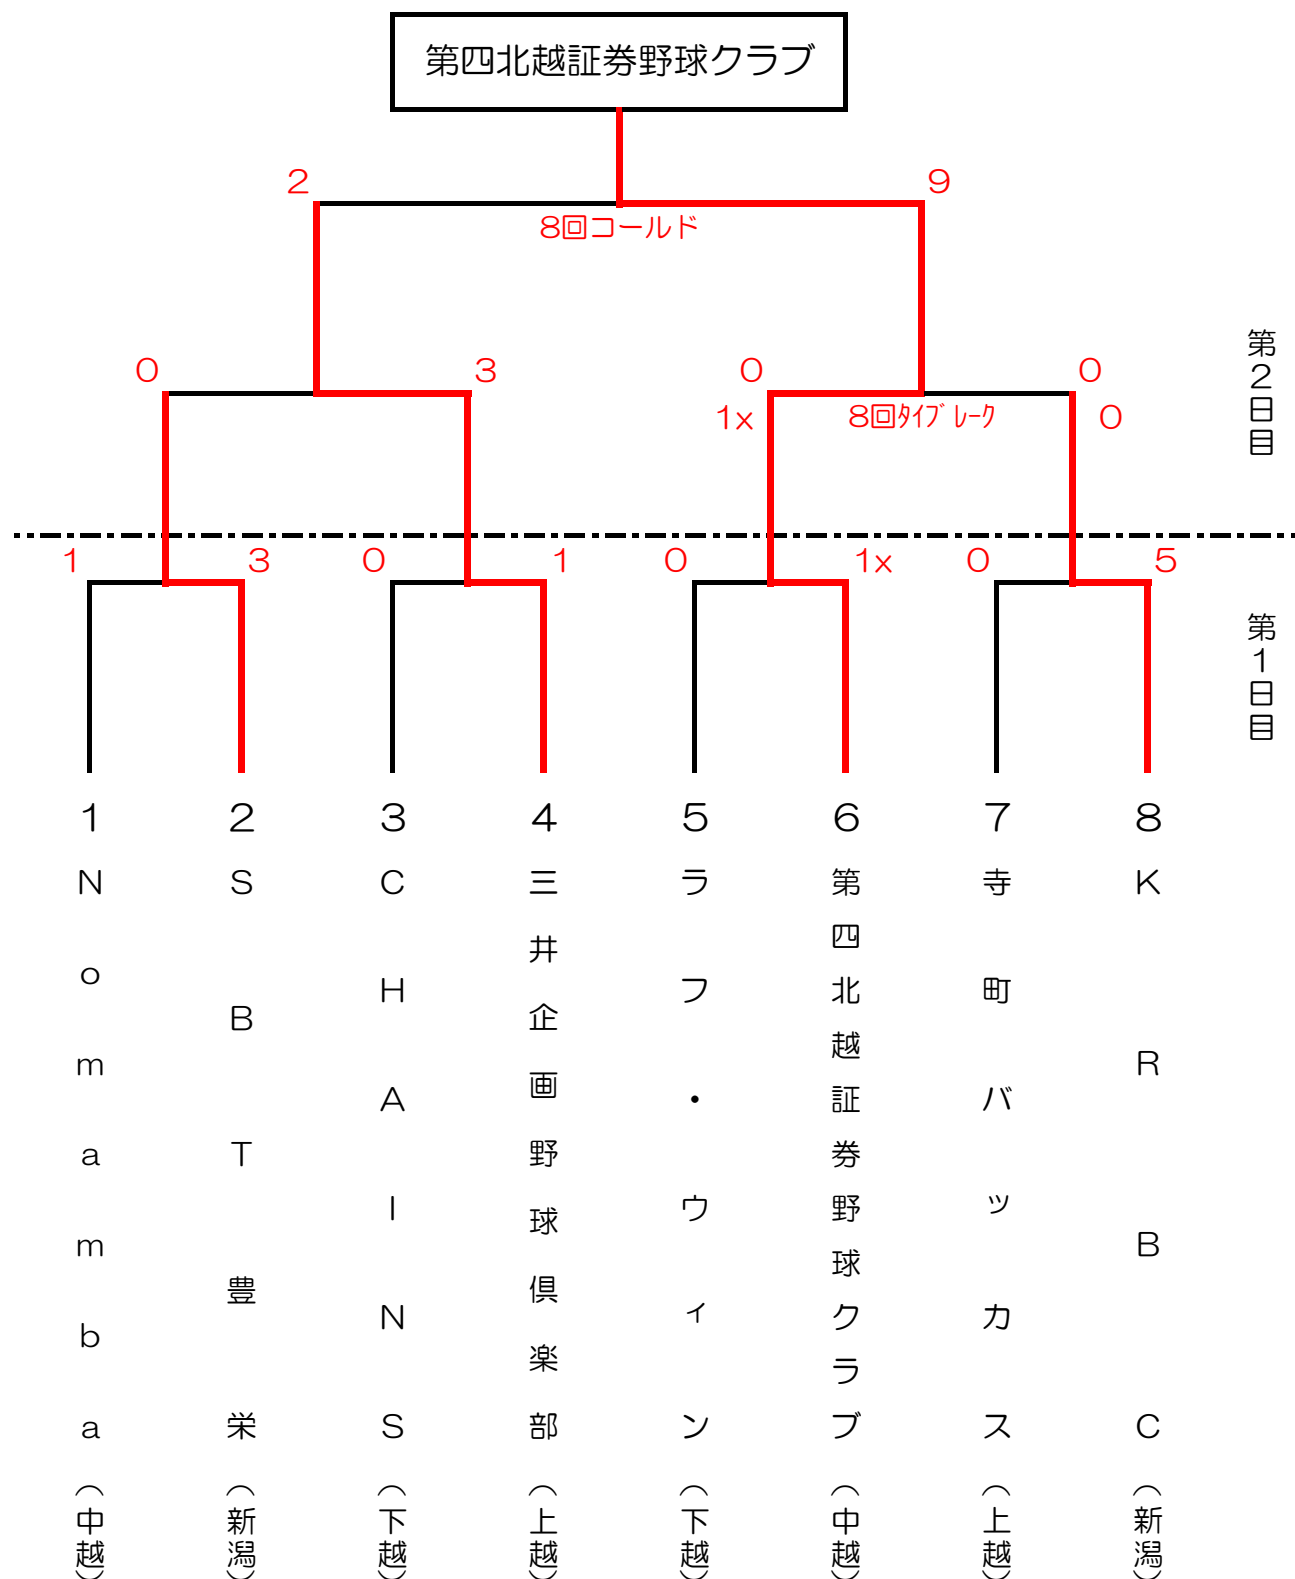 第四北越証券野球クラブ
2 9
8回コールド
0 3 0 0
1x 8回ﾀｲﾌﾞﾚｰｸ 0
第2日目
1 3 0 1 0 1x 0 5
第1日目
1 2 3 4 5 6 7 8
Nomamba（中越）
SBT豊栄（新潟）
CHAINS（下越）
三井企画野球倶楽部（上越）
ラフ・ウィン（下越）
第四北越証券野球クラブ（中越）
寺町バッカス（上越）
KRBC（新潟）